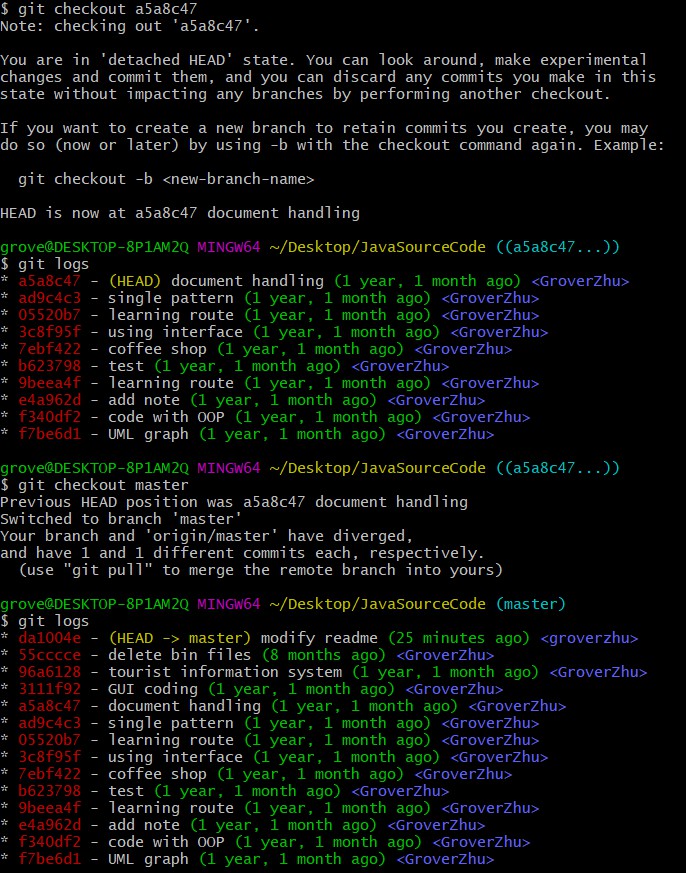 $ git checkout a5a8c47
Note: checking out 'a5a8c47'.

You are in 'detached HEAD' state. You can look around, make experimental
changes and commit them, and you can discard any commits you make in this
state without impacting any branches by performing another checkout.

If you want to create a new branch to retain commits you create, you may
do so (now or later) by using -b with the checkout command again. Example:

  git checkout -b <new-branch-name>

HEAD is now at a5a8c47 document handling

grove@DESKTOP-8P1AM2Q MINGW64 ~/Desktop/JavaSourceCode ((a5a8c47...))
$ git logs
* a5a8c47 - (HEAD) document handling (1 year, 1 month ago) <GroverZhu>
* ad9c4c3 - single pattern (1 year, 1 month ago) <GroverZhu>
* 05520b7 - learning route (1 year, 1 month ago) <GroverZhu>
* 3c8f95f - using interface (1 year, 1 month ago) <GroverZhu>
* 7ebf422 - coffee shop (1 year, 1 month ago) <GroverZhu>
* b623798 - test (1 year, 1 month ago) <GroverZhu>
* 9beea4f - learning route (1 year, 1 month ago) <GroverZhu>
* e4a962d - add note (1 year, 1 month ago) <GroverZhu>
* f340df2 - code with OOP (1 year, 1 month ago) <GroverZhu>
* f7be6d1 - UML graph (1 year, 1 month ago) <GroverZhu>

grove@DESKTOP-8P1AM2Q MINGW64 ~/Desktop/JavaSourceCode ((a5a8c47...))
$ git checkout master
Previous HEAD position was a5a8c47 document handling
Switched to branch 'master'
Your branch and 'origin/master' have diverged,
and have 1 and 1 different commits each, respectively.
  (use "git pull" to merge the remote branch into yours)

grove@DESKTOP-8P1AM2Q MINGW64 ~/Desktop/JavaSourceCode (master)
$ git logs
* da1004e - (HEAD -> master) modify readme (25 minutes ago) <groverzhu>
* 55cccce - delete bin files (8 months ago) <GroverZhu>
* 96a6128 - tourist information system (1 year, 1 month ago) <GroverZhu>
* 3111f92 - GUI coding (1 year, 1 month ago) <GroverZhu>
* a5a8c47 - document handling (1 year, 1 month ago) <GroverZhu>
* ad9c4c3 - single pattern (1 year, 1 month ago) <GroverZhu>
* 05520b7 - learning route (1 year, 1 month ago) <GroverZhu>
* 3c8f95f - using interface (1 year, 1 month ago) <GroverZhu>
* 7ebf422 - coffee shop (1 year, 1 month ago) <GroverZhu>
* b623798 - test (1 year, 1 month ago) <GroverZhu>
* 9beea4f - learning route (1 year, 1 month ago) <GroverZhu>
* e4a962d - add note (1 year, 1 month ago) <GroverZhu>
* f340df2 - code with OOP (1 year, 1 month ago) <GroverZhu>
* f7be6d1 - UML graph (1 year, 1 month ago) <GroverZhu>